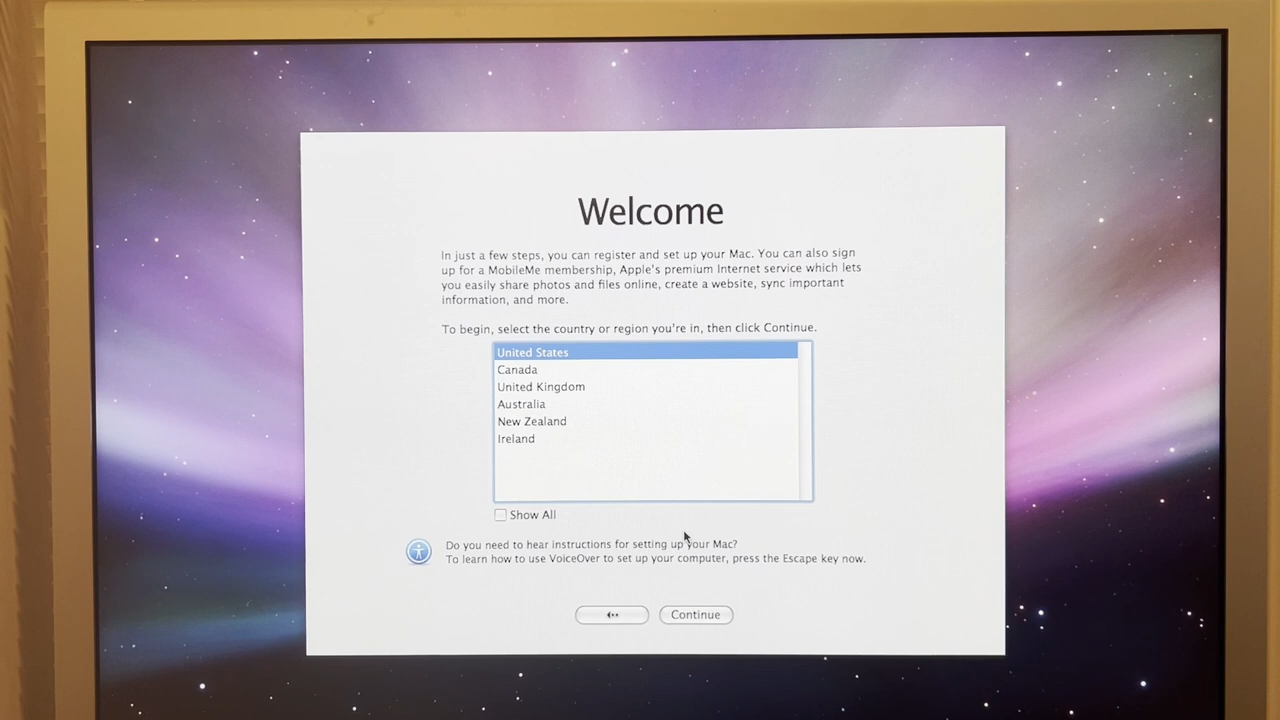 Welcome
In just a few steps, you can register and set up your Mac. You can also sign
up for a MobileMe membership, Apple's premium Internet service which lets
you easily share photos and files online, create a website, sync important
information, and more.
To begin, select the country or region you're in, then click Continue.
United States
Canada
United Kingdom
Australia
New Zealand
Ireland
Show All
Do you need to hear instructions for setting up your Mac?
To learn how to use VoiceOver to set up your computer, press the Escape key now.
Continue